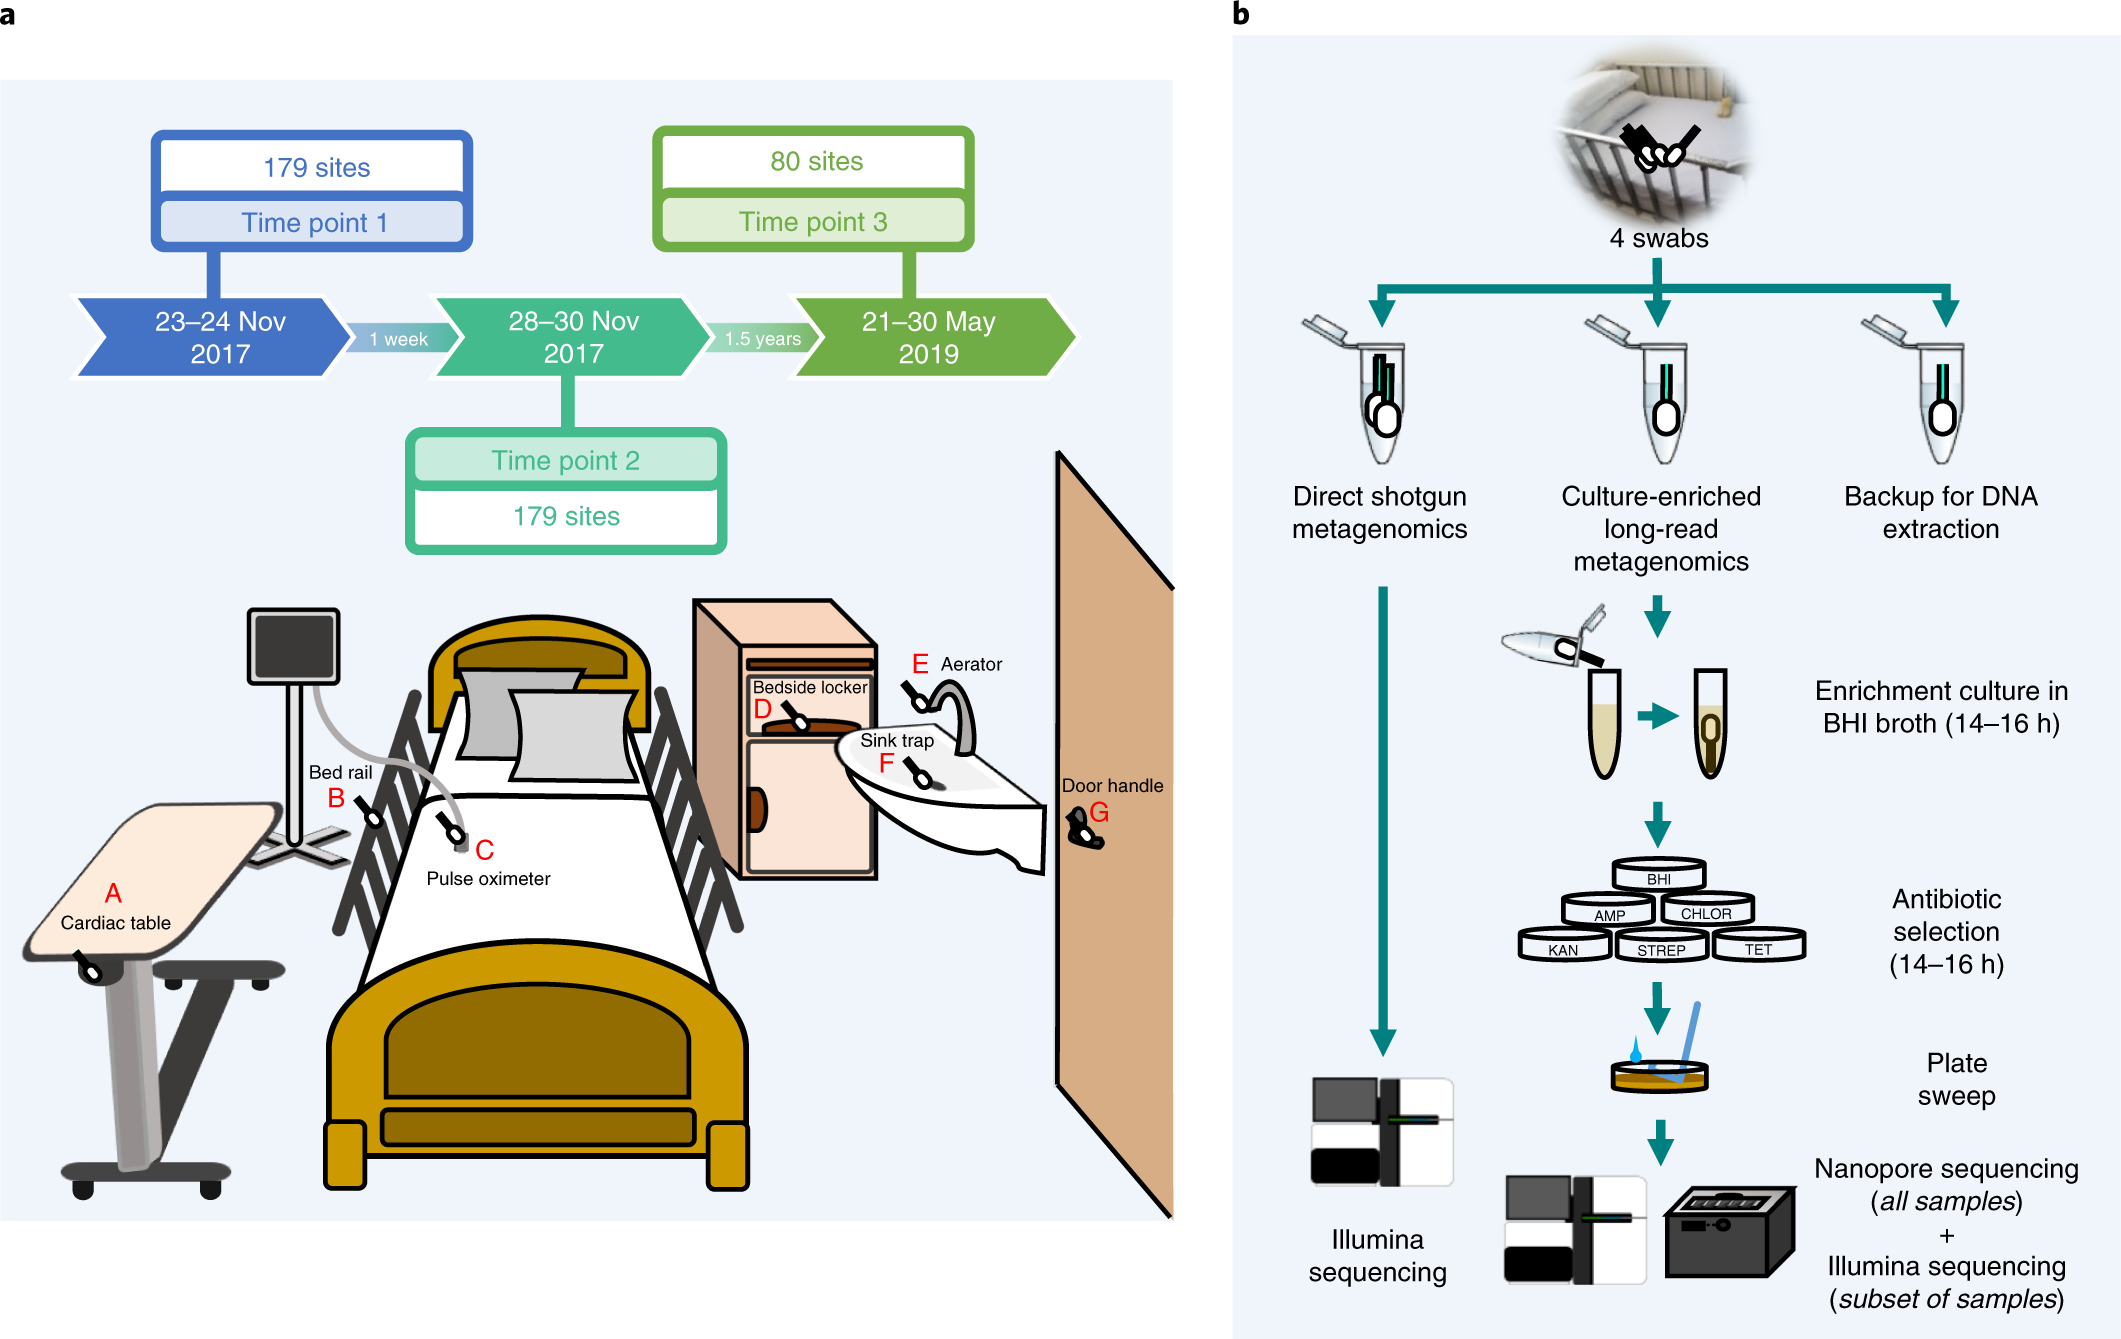 a
179 sites
Time point 1
80 sites
Time point 3
23–24 Nov
2017
1 week
28–30 Nov
2017
1.5 years
21–30 May
2019
Time point 2
179 sites
E Aerator
Bedside locker
D
Sink trap
F
Bed rail
B
Door handle
G
C
Pulse oximeter
A
Cardiac table
b
4 swabs
Direct shotgun
metagenomics
Culture-enriched
long-read
metagenomics
Backup for DNA
extraction
Enrichment culture in
BHI broth (14–16 h)
BHI
AMP
CHLOR
KAN
STREP
TET
Antibiotic
selection
(14–16 h)
Plate
sweep
Illumina
sequencing
Nanopore sequencing
(all samples)
+
Illumina sequencing
(subset of samples)